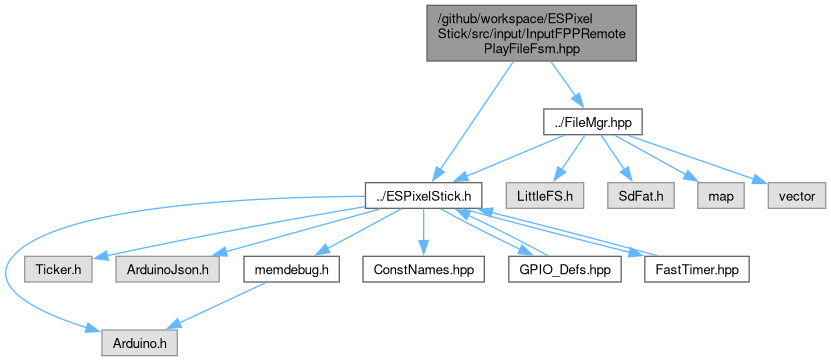 /github/workspace/ESPixel
Stick/src/input/InputFPPRemote
PlayFileFsm.hpp
../FileMgr.hpp
../ESPixelStick.h
LittleFS.h
SdFat.h
map
vector
Ticker.h
ArduinoJson.h
memdebug.h
ConstNames.hpp
GPIO_Defs.hpp
FastTimer.hpp
Arduino.h